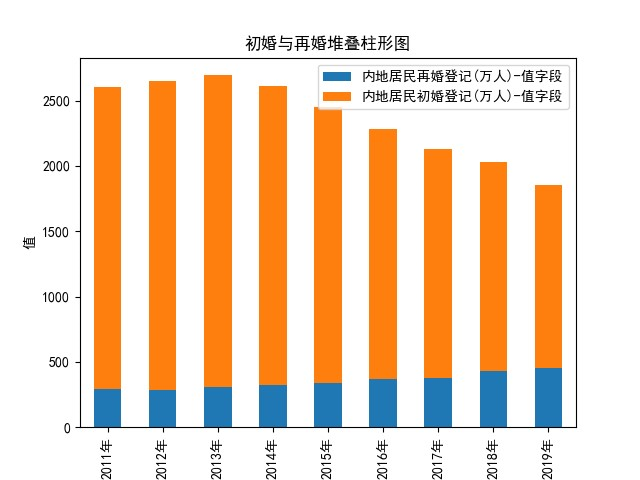 初婚与再婚堆叠柱形图
内地居民再婚登记(万人)-值字段
内地居民初婚登记(万人)-值字段
值
2500
2000
1500
1000
500
0
2011年
2012年
2013年
2014年
2015年
2016年
2017年
2018年
2019年